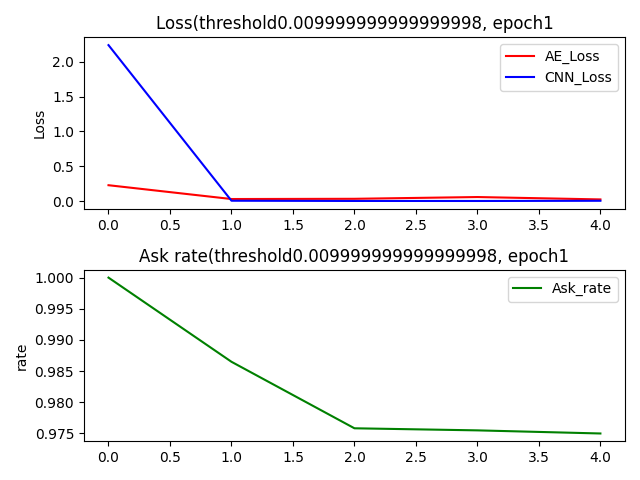 Loss(threshold0.009999999999999998, epoch1
2.0
1.5
1.0
0.5
0.0
Loss
AE_Loss
CNN_Loss
0.0 0.5 1.0 1.5 2.0 2.5 3.0 3.5 4.0
Ask rate(threshold0.009999999999999998, epoch1
1.000
0.995
0.990
0.985
0.980
0.975
rate
Ask_rate
0.0 0.5 1.0 1.5 2.0 2.5 3.0 3.5 4.0